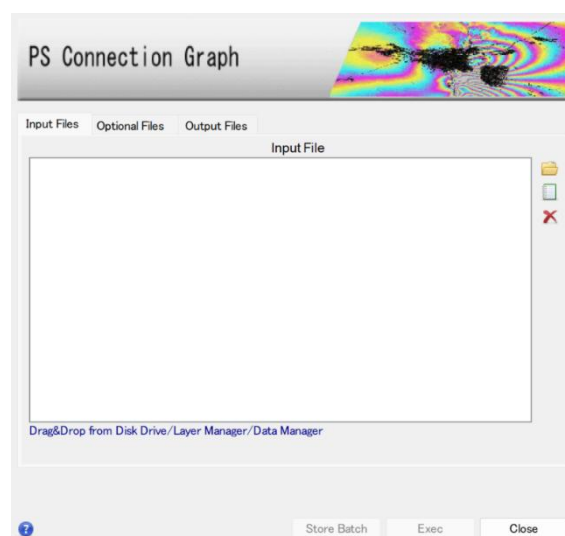 PS Connection Graph
Input Files Optional Files Output Files
Input File
Drag&Drop from Disk Drive/Layer Manager/Data Manager
Store Batch Exec Close